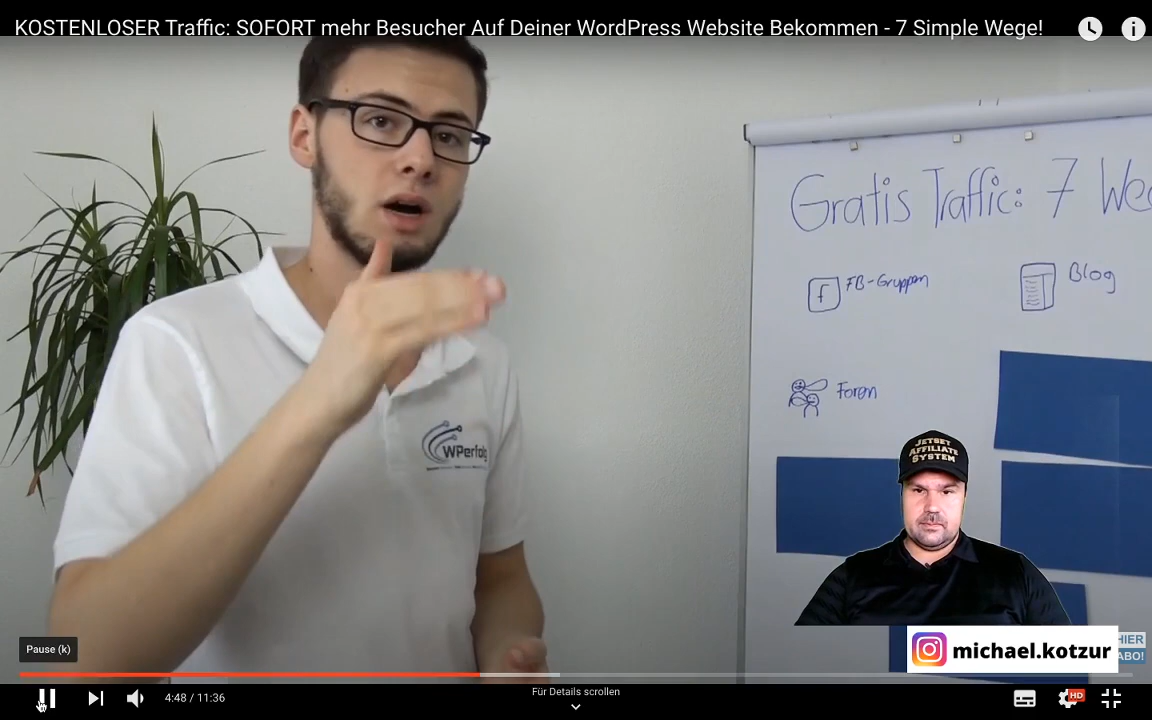 KOSTENLOSER Traffic: SOFORT mehr Besucher Auf Deiner WordPress Website Bekommen - 7 Simple Wege!
Gratis Traffic: 7 We
f FB-Gruppen
Blog
Foren
WPerfolg
JETSET
AFFILIATE
SYSTEM
michael.kotzur
HIER
ABO!
Pause (k)
4:48 / 11:36
Für Details scrollen
HD